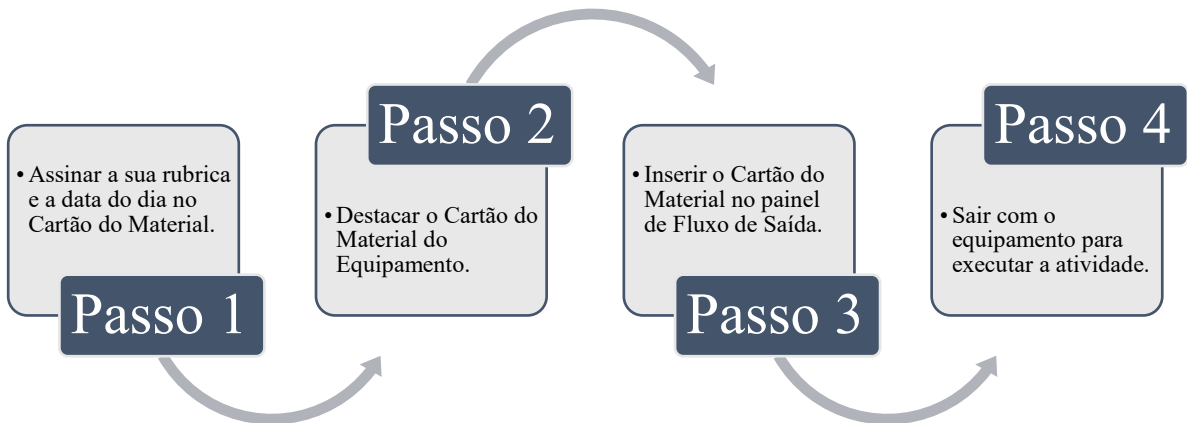 Passo 1
• Assinar a sua rubrica
e a data do dia no
Cartão do Material.
Passo 2
• Destacar o Cartão do
Material do
Equipamento.
Passo 3
• Inserir o Cartão do
Material no painel
de Fluxo de Saída.
Passo 4
• Sair com o
equipamento para
executar a atividade.